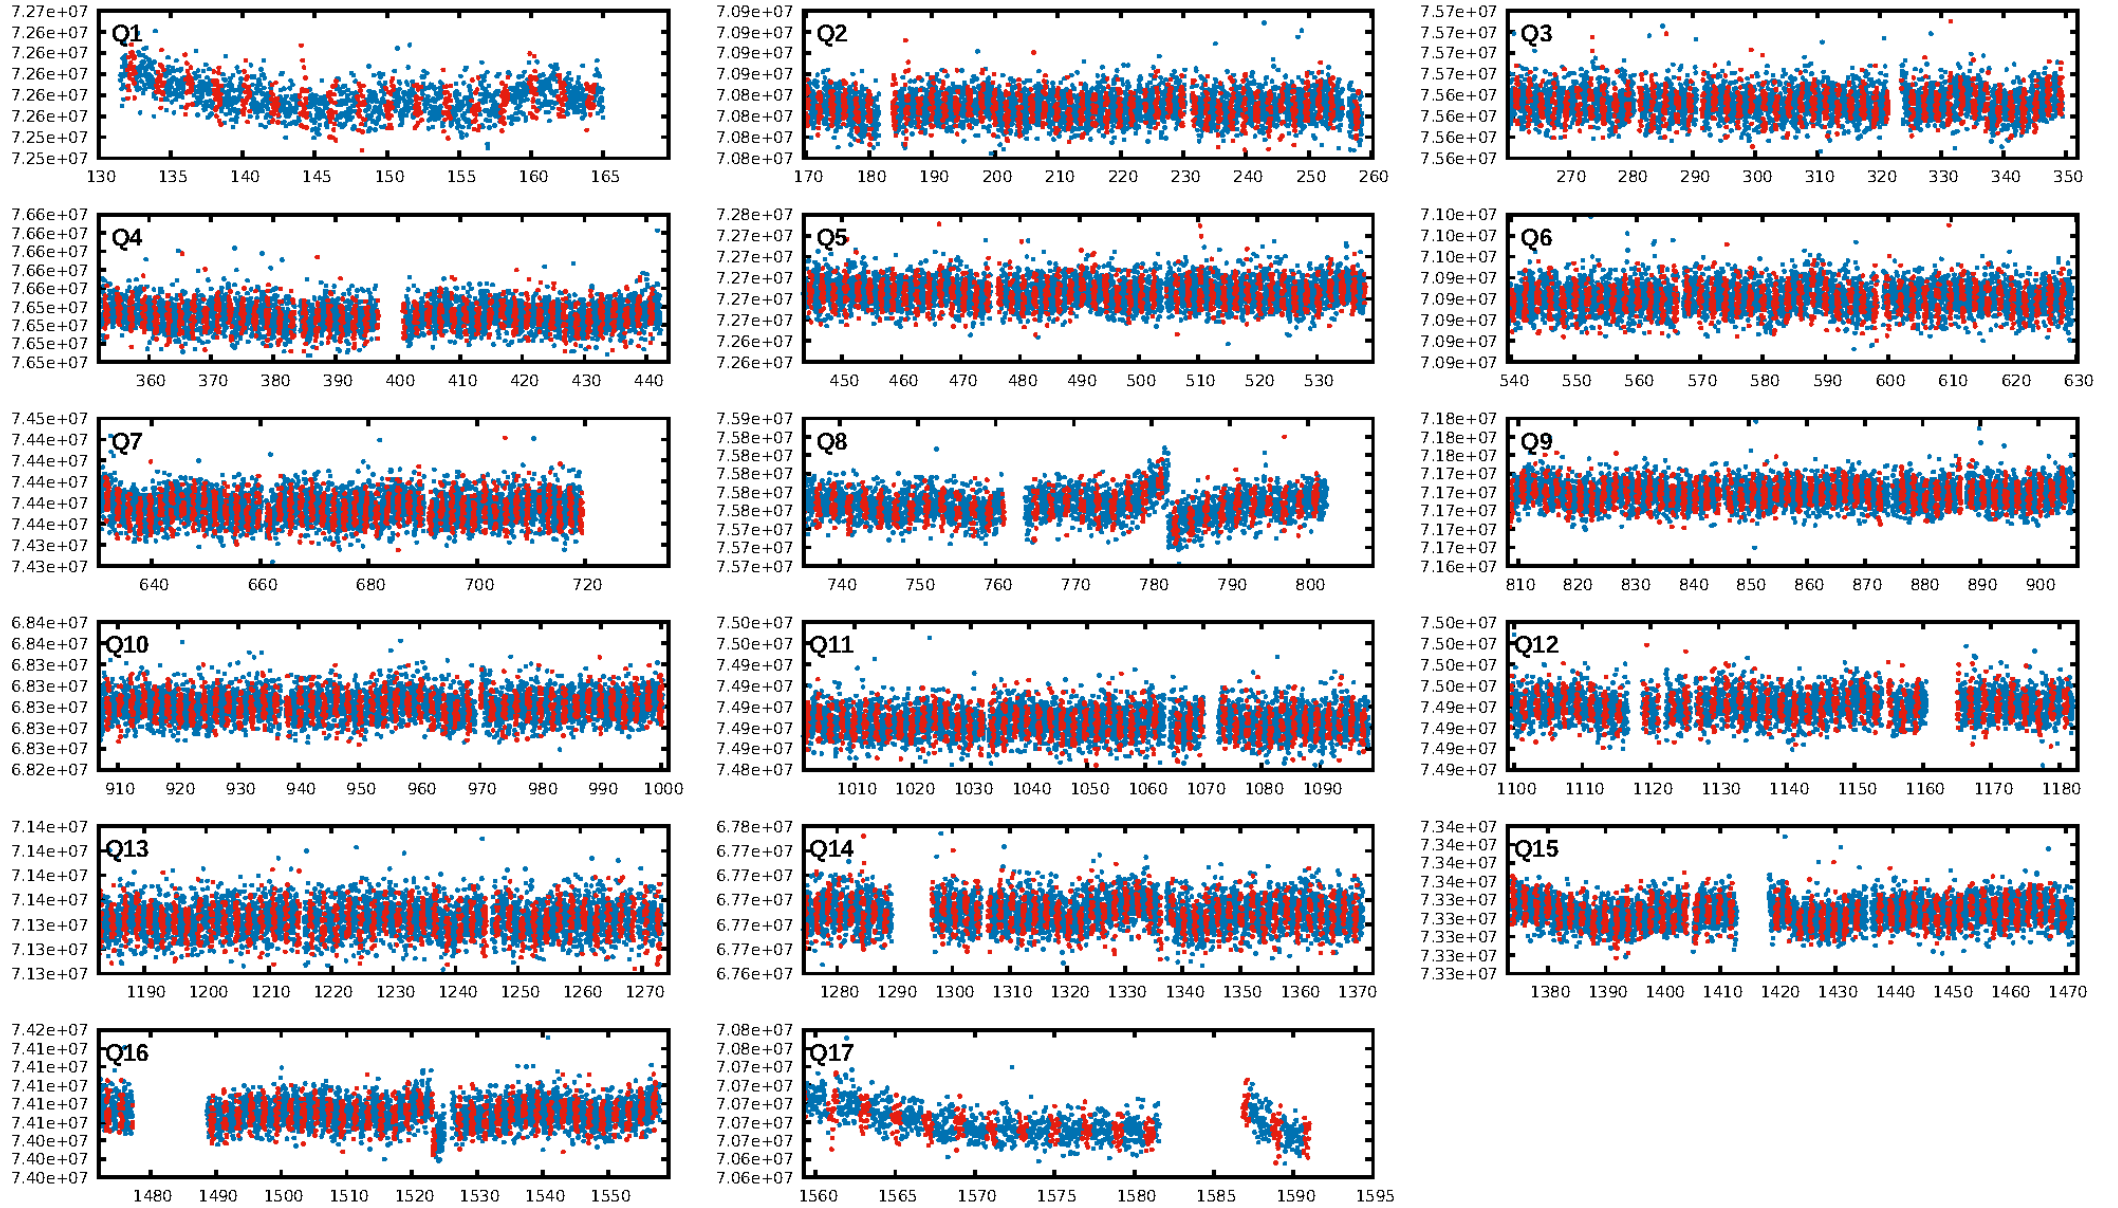 7.27e+07
7.26e+07
7.26e+07
7.26e+07
7.26e+07
7.26e+07
7.25e+07
7.25e+07
Q1
130 135 140 145 150 155 160 165
7.09e+07
7.09e+07
7.09e+07
7.09e+07
7.08e+07
7.08e+07
7.08e+07
7.08e+07
Q2
170 180 190 200 210 220 230 240 250 260
7.57e+07
7.57e+07
7.57e+07
7.57e+07
7.56e+07
7.56e+07
7.56e+07
7.56e+07
Q3
270 280 290 300 310 320 330 340 350
7.66e+07
7.66e+07
7.66e+07
7.66e+07
7.66e+07
7.65e+07
7.65e+07
7.65e+07
7.65e+07
Q4
360 370 380 390 400 410 420 430 440
7.28e+07
7.27e+07
7.27e+07
7.27e+07
7.27e+07
7.27e+07
7.26e+07
7.26e+07
Q5
450 460 470 480 490 500 510 520 530
7.10e+07
7.10e+07
7.10e+07
7.09e+07
7.09e+07
7.09e+07
7.09e+07
7.09e+07
Q6
540 550 560 570 580 590 600 610 620 630
7.45e+07
7.44e+07
7.44e+07
7.44e+07
7.44e+07
7.44e+07
7.43e+07
7.43e+07
Q7
640 660 680 700 720
7.59e+07
7.58e+07
7.58e+07
7.58e+07
7.58e+07
7.58e+07
7.57e+07
7.57e+07
7.57e+07
Q8
740 750 760 770 780 790 800
7.18e+07
7.18e+07
7.18e+07
7.17e+07
7.17e+07
7.17e+07
7.17e+07
7.17e+07
7.16e+07
Q9
810 820 830 840 850 860 870 880 890 900
6.84e+07
6.84e+07
6.83e+07
6.83e+07
6.83e+07
6.83e+07
6.83e+07
6.82e+07
Q10
910 920 930 940 950 960 970 980 990 1000
7.50e+07
7.50e+07
7.49e+07
7.49e+07
7.49e+07
7.49e+07
7.49e+07
7.48e+07
Q11
1010 1020 1030 1040 1050 1060 1070 1080 1090
7.50e+07
7.50e+07
7.50e+07
7.50e+07
7.49e+07
7.49e+07
7.49e+07
7.49e+07
Q12
1100 1110 1120 1130 1140 1150 1160 1170 1180
7.14e+07
7.14e+07
7.14e+07
7.14e+07
7.13e+07
7.13e+07
7.13e+07
Q13
1190 1200 1210 1220 1230 1240 1250 1260 1270
6.78e+07
6.77e+07
6.77e+07
6.77e+07
6.77e+07
6.77e+07
6.76e+07
Q14
1280 1290 1300 1310 1320 1330 1340 1350 1360 1370
7.34e+07
7.34e+07
7.34e+07
7.34e+07
7.33e+07
7.33e+07
7.33e+07
7.33e+07
7.33e+07
Q15
1380 1390 1400 1410 1420 1430 1440 1450 1460 1470
7.42e+07
7.41e+07
7.41e+07
7.41e+07
7.41e+07
7.41e+07
7.40e+07
7.40e+07
7.40e+07
Q16
1480 1490 1500 1510 1520 1530 1540 1550
7.08e+07
7.08e+07
7.07e+07
7.07e+07
7.07e+07
7.07e+07
7.07e+07
7.06e+07
7.06e+07
Q17
1560 1565 1570 1575 1580 1585 1590 1595